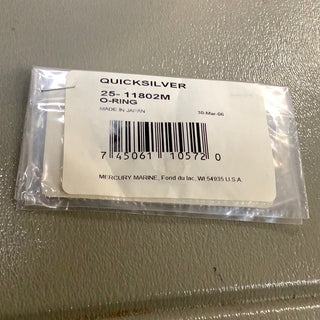 QUICKSILVER
25- 11802M
O-RING
MADE IN JAPAN 30-Mar-06
7 45061 10572 0
MERCURY MARINE, Fond du lac, WI 54935 U.S.A.